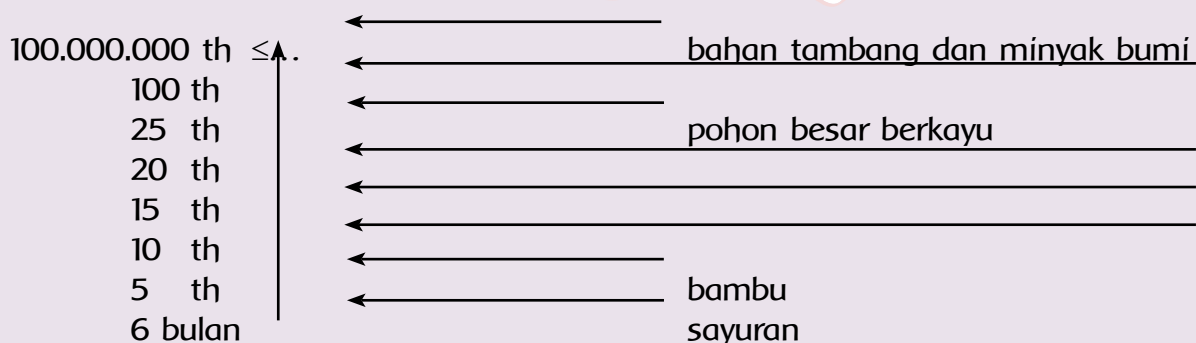 100.000.000 th ≤ . bahan tambang dan minyak bumi
100 th
25 th pohon besar berkayu
20 th
15 th
10 th
5 th bambu
6 bulan sayuran